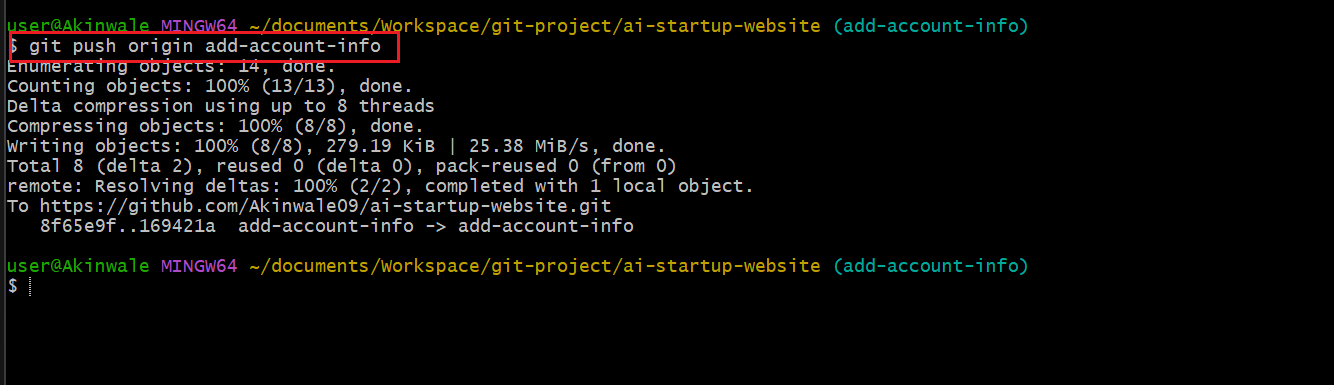 user@Akinwale MINGW64 ~/documents/Workspace/git-project/ai-startup-website (add-account-info)
$ git push origin add-account-info
Enumerating objects: 14, done.
Counting objects: 100% (13/13), done.
Delta compression using up to 8 threads
Compressing objects: 100% (8/8), done.
Writing objects: 100% (8/8), 279.19 KiB | 25.38 MiB/s, done.
Total 8 (delta 2), reused 0 (delta 0), pack-reused 0 (from 0)
remote: Resolving deltas: 100% (2/2), completed with 1 local object.
To https://github.com/Akinwale09/ai-startup-website.git
   8f65e9f..169421a  add-account-info -> add-account-info
user@Akinwale MINGW64 ~/documents/Workspace/git-project/ai-startup-website (add-account-info)
$